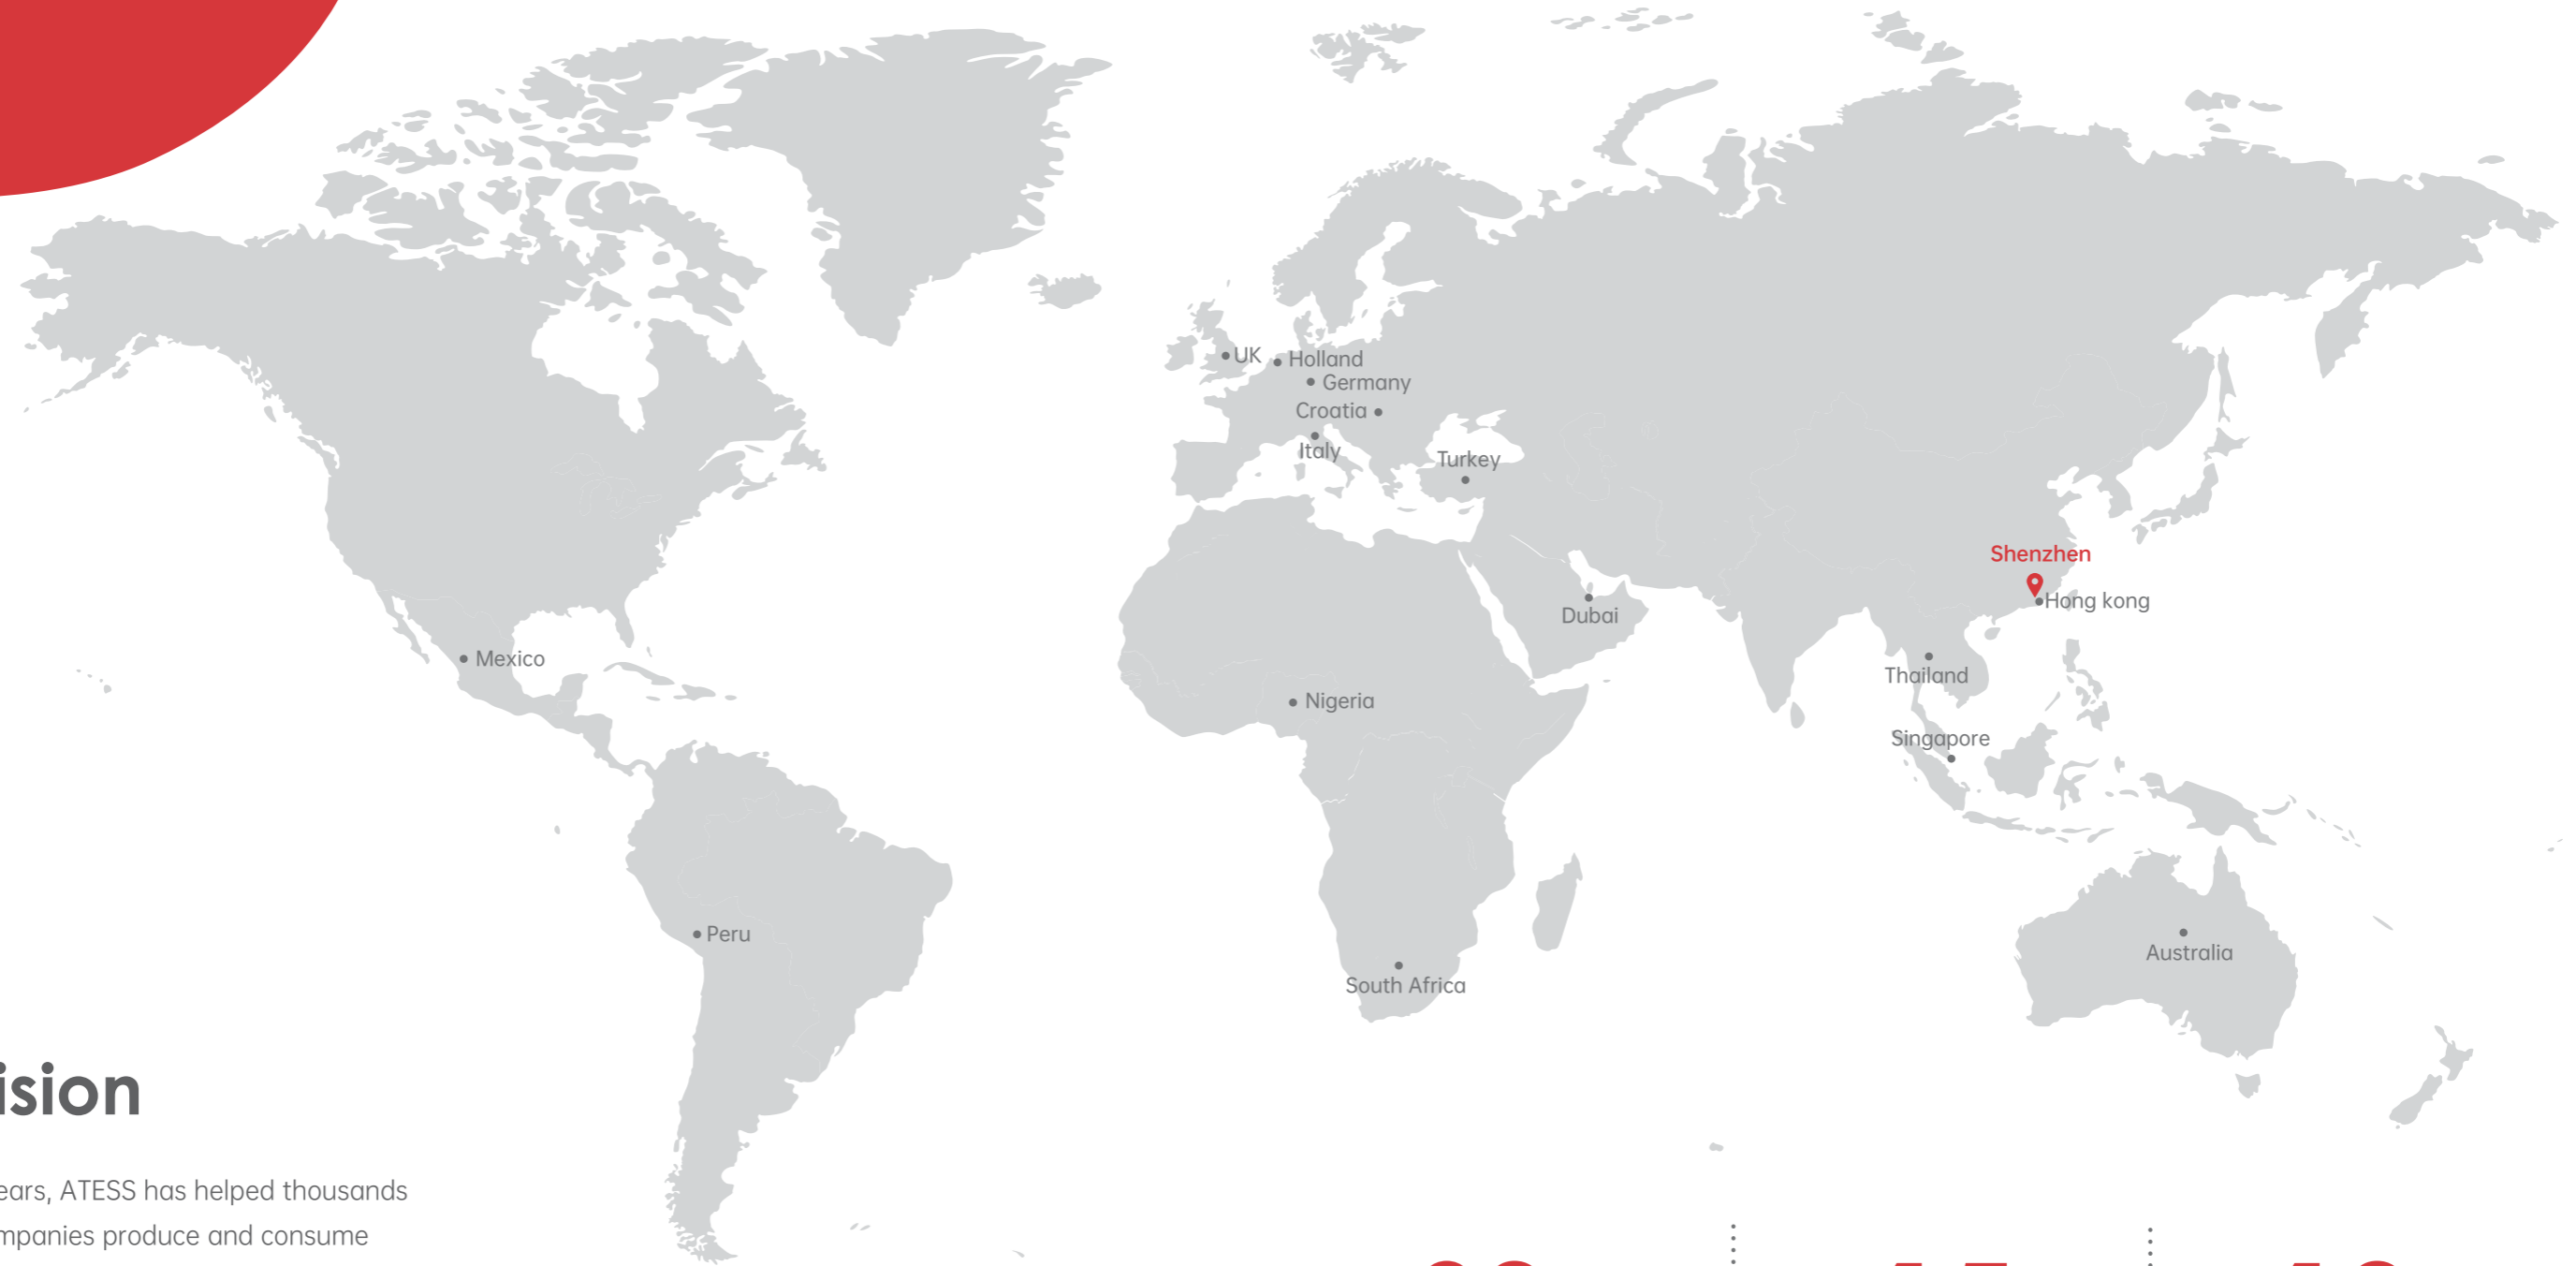 UK
Holland
Germany
Croatia
Italy
Turkey
Shenzhen
Hong kong
Dubai
Mexico
Thailand
Nigeria
Singapore
Peru
Australia
South Africa
ision
ears, ATESS has helped thousands
mpanies produce and consume